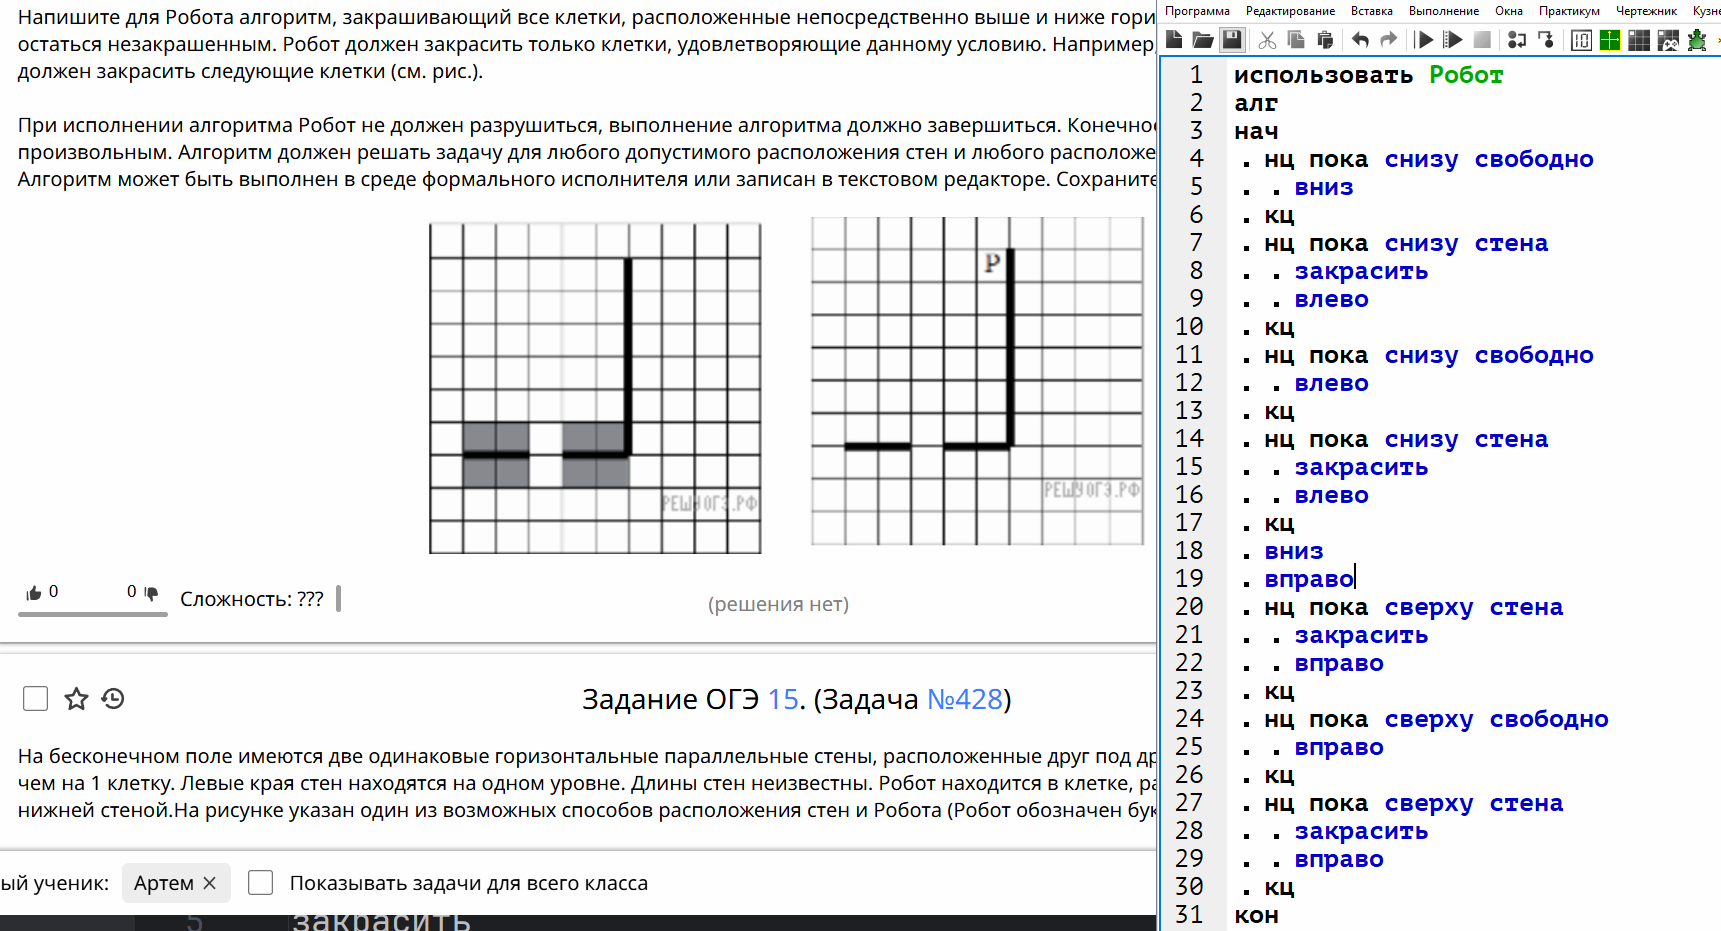 Напишите для Робота алгоритм, закрашивающий все клетки, расположенные непосредственно выше и ниже гори
остаться незакрашенным. Робот должен закрасить только клетки, удовлетворяющие данному условию. Например,
должен закрасить следующие клетки (см. рис.).
При исполнении алгоритма Робот не должен разрушиться, выполнение алгоритма должно завершиться. Конечное
произвольным. Алгоритм должен решать задачу для любого допустимого расположения стен и любого расположе
Алгоритм может быть выполнен в среде формального исполнителя или записан в текстовом редакторе. Сохраните
Р
РЕШУОГЭ.РФ
РЕШУОГЭ.РФ
0 0 Сложность: ???
(решения нет)
Задание ОГЭ 15. (Задача №428)
На бесконечном поле имеются две одинаковые горизонтальные параллельные стены, расположенные друг под др
чем на 1 клетку. Левые края стен находятся на одном уровне. Длины стен неизвестны. Робот находится в клетке, ра
нижней стеной.На рисунке указан один из возможных способов расположения стен и Робота (Робот обозначен бук
ый ученик: Артем × Показывать задачи для всего класса
5 закрасить
Программа Редактирование Вставка Выполнение Окна Практикум Чертежник Кузне
1 использовать Робот
2 алг
3 нач
4 . нц пока снизу свободно
5 . . вниз
6 . кц
7 . нц пока снизу стена
8 . . закрасить
9 . . влево
10 . кц
11 . нц пока снизу свободно
12 . . влево
13 . кц
14 . нц пока снизу стена
15 . . закрасить
16 . . влево
17 . кц
18 . вниз
19 . вправо
20 . нц пока сверху стена
21 . . закрасить
22 . . вправо
23 . кц
24 . нц пока сверху свободно
25 . . вправо
26 . кц
27 . нц пока сверху стена
28 . . закрасить
29 . . вправо
30 . кц
31 кон